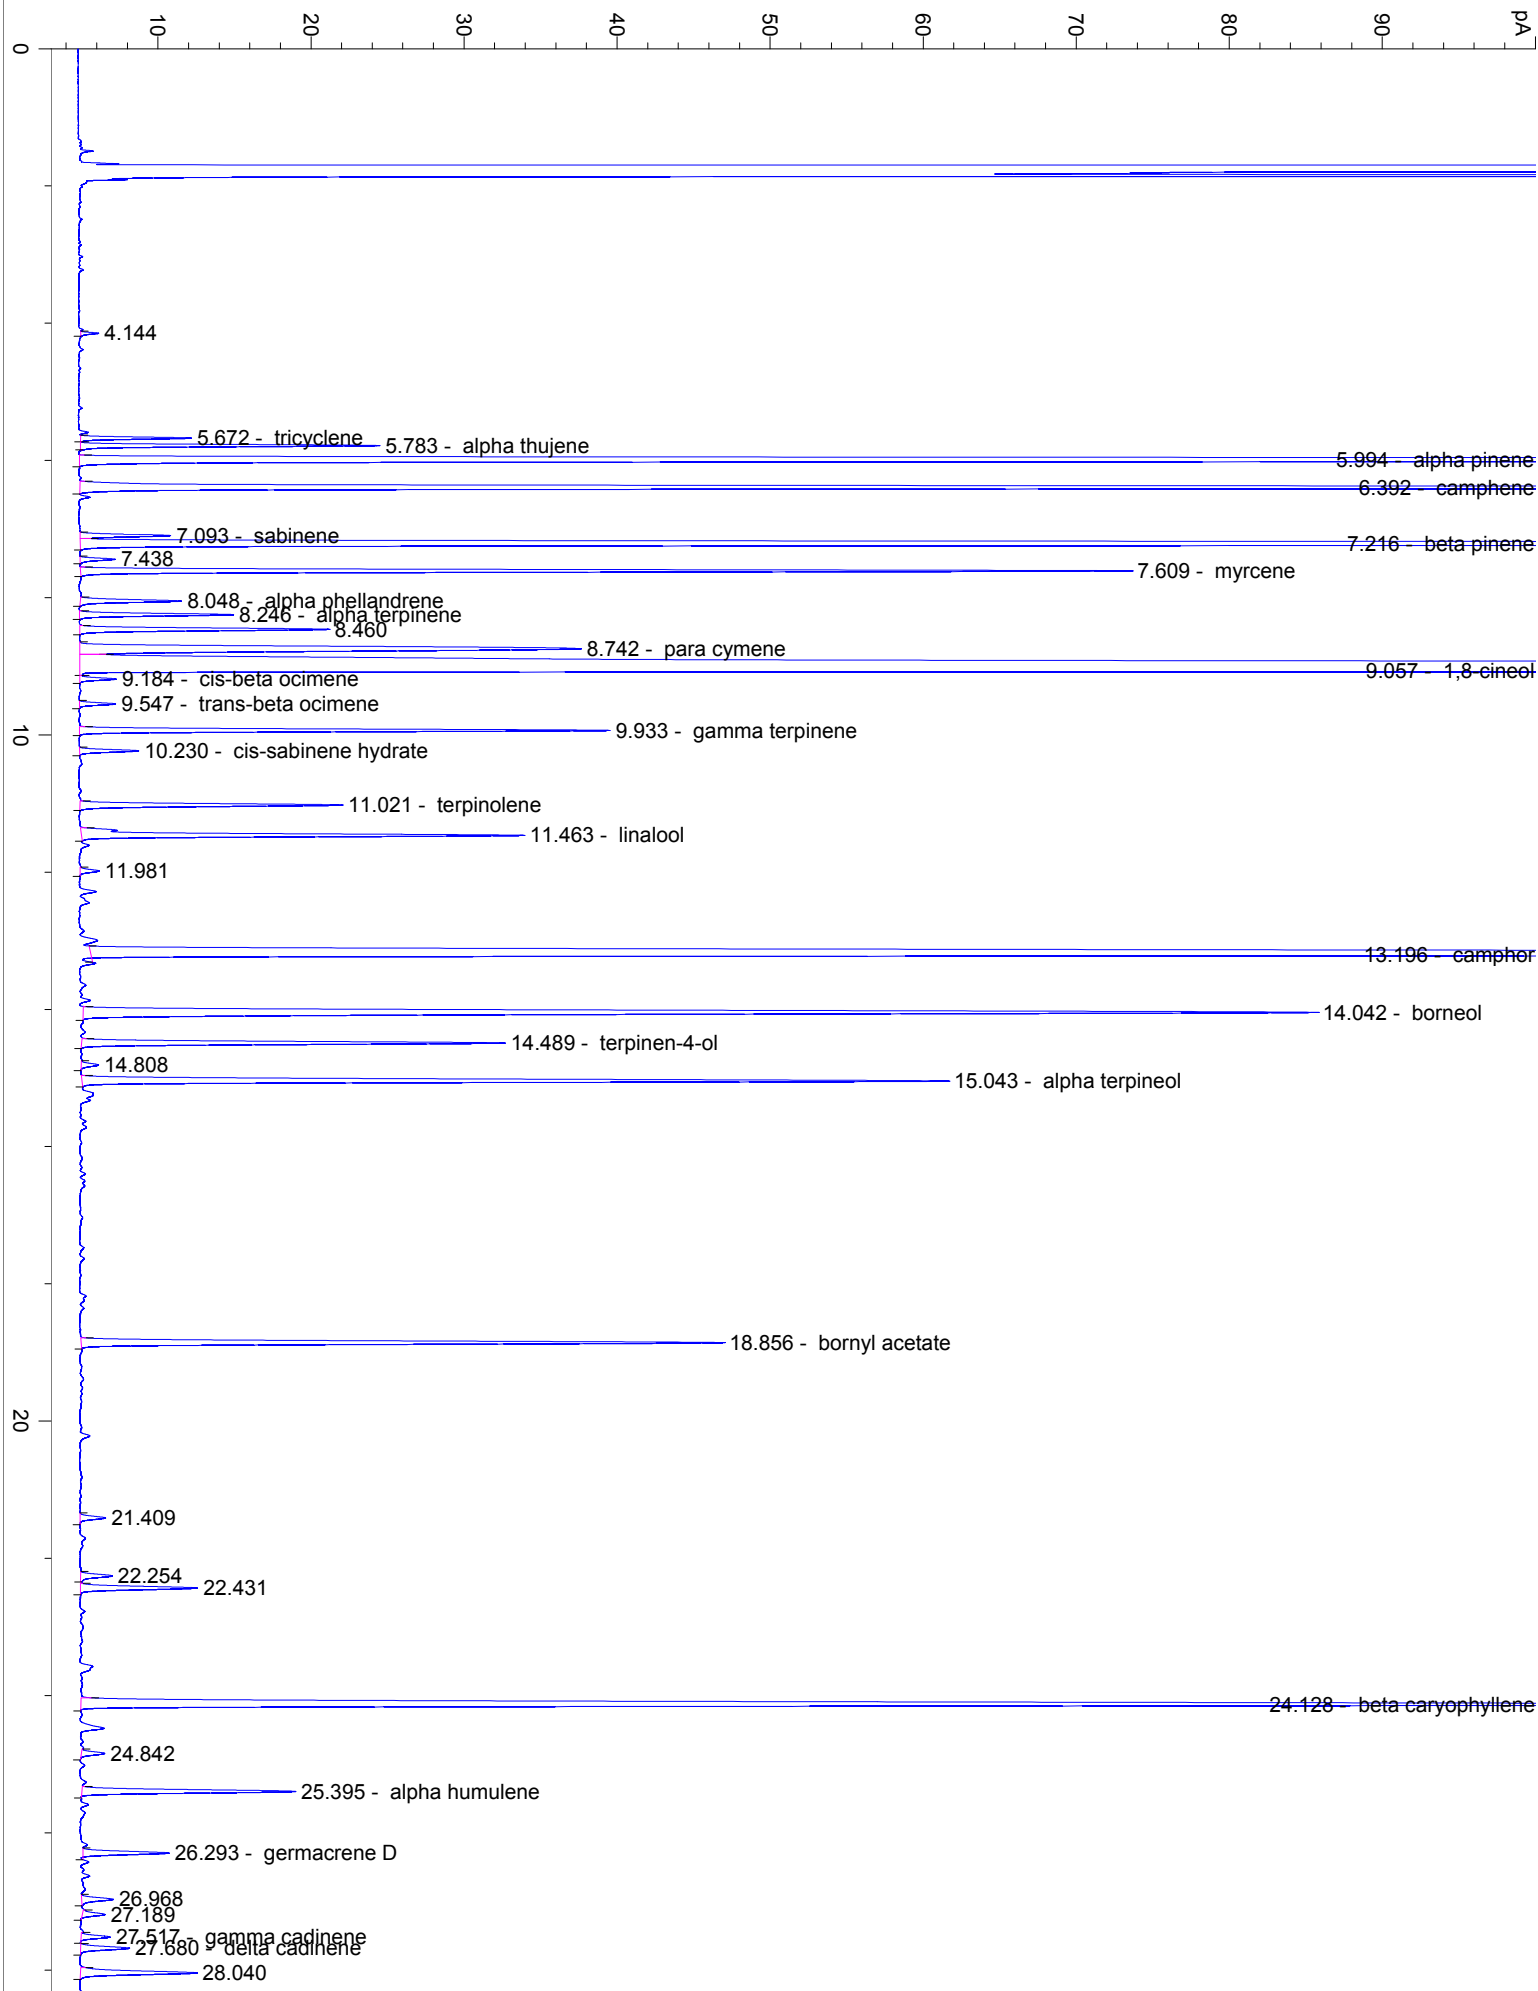 pA
10
20
30
40
50
60
70
80
90
0
4.144
5.672 - tricyclene
5.783 - alpha thujene
5.994 - alpha pinene
6.392 - camphene
7.093 - sabinene
7.216 - beta pinene
7.438
7.609 - myrcene
8.048 - alpha phellandrene
8.246 - alpha terpinene
8.460
8.742 - para cymene
9.057 - 1,8-cineol
9.184 - cis-beta ocimene
9.547 - trans-beta ocimene
9.933 - gamma terpinene
10
10.230 - cis-sabinene hydrate
11.021 - terpinolene
11.463 - linalool
11.981
13.196 - camphor
14.042 - borneol
14.489 - terpinen-4-ol
14.808
15.043 - alpha terpineol
18.856 - bornyl acetate
20
21.409
22.254
22.431
24.128 - beta caryophyllene
24.842
25.395 - alpha humulene
26.293 - germacrene D
26.968
27.189
27.517 - gamma cadinene
27.680 - delta cadinene
28.040